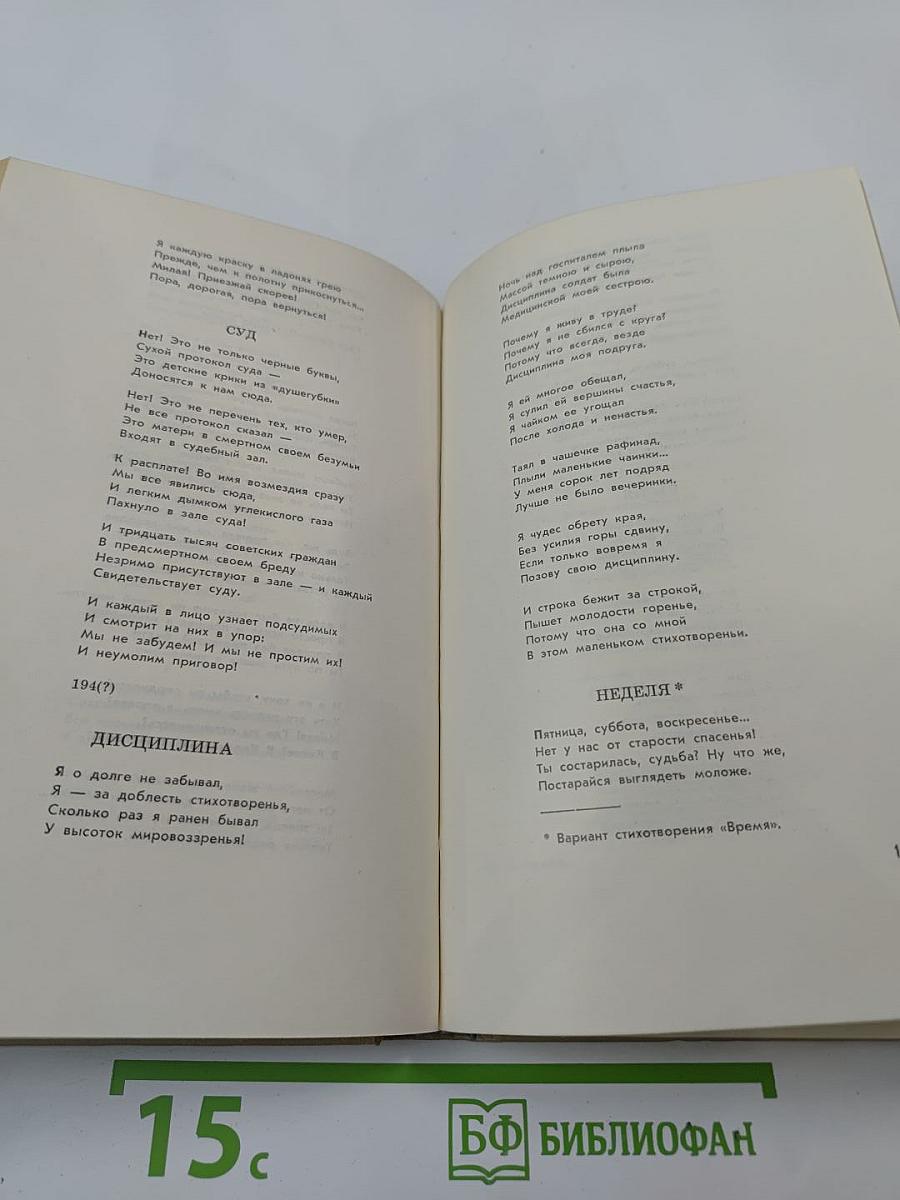 Я каждую краску в ладонях грею
Прежде, чем к полотну прикоснуться...
Милая! Приезжай скорее!
Пора, дорогая, пора вернуться!
СУД
Нет! Это не только черные буквы,
Сухой протокол суда —
Это детские крики из «душегубки»
Доносятся к нам сюда.
Нет! Это не перечень тех, кто умер,
Не все протокол сказал —
Это матери в смертном своем безумьи
Входят в судебный зал.
К расплате! Во имя возмездия сразу
Мы все явились сюда,
И легким дымком углекислого газа
Пахнуло в зале суда!
И тридцать тысяч советских граждан
В предсмертном своем бреду
Незримо присутствуют в зале — и каждый
Свидетельствует суду.
И каждый в лицо узнает подсудимых
И смотрит на них в упор:
Мы не забудем! И мы не простим их!
И неумолим приговор!
194(?)
ДИСЦИПЛИНА
Я о долге не забывал,
Я — за доблесть стихотворенья,
Сколько раз я ранен бывал
У высоток мировоззренья!
Ночь над госпиталем плыла
Массой темною и сырою,
Дисциплина солдат была
Медицинской моей сестрою.
Почему я живу в труде?
Почему я не сбился с круга?
Потому что всегда, везде
Дисциплина моя подруга.
Я ей многое обещал,
Я сулил ей вершины счастья,
Я чайком ее угощал
После холода и ненастья.
Таял в чашечке рафинад,
Плыли маленькие чаинки...
У меня сорок лет подряд
Лучше не было вечеринки.
Я чудес обрету края,
Без усилия горы сдвину,
Если только вовремя я
Позову свою дисциплину.
И строка бежит за строкой,
Пышет молодости горенье,
Потому что она со мной
В этом маленьком стихотвореньи.
НЕДЕЛЯ *
Пятница, суббота, воскресенье...
Нет у нас от старости спасенья!
Ты состарилась, судьба? Ну что же,
Постарайся выглядеть моложе.
* Вариант стихотворения «Время».
1
15 с
БФ БИБЛИОФАН